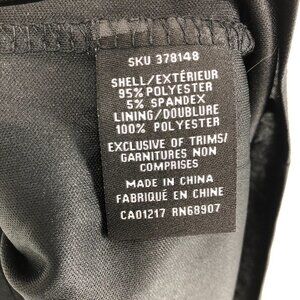 SKU 378148
SHELL/EXTÉRIEUR
95% POLYESTER
5% SPANDEX
LINING/DOUBLURE
100% POLYESTER
EXCLUSIVE OF TRIMS/
GARNITURES NON
COMPRISES
MADE IN CHINA
FABRIQUÉ EN CHINE
CA01217 RN68907